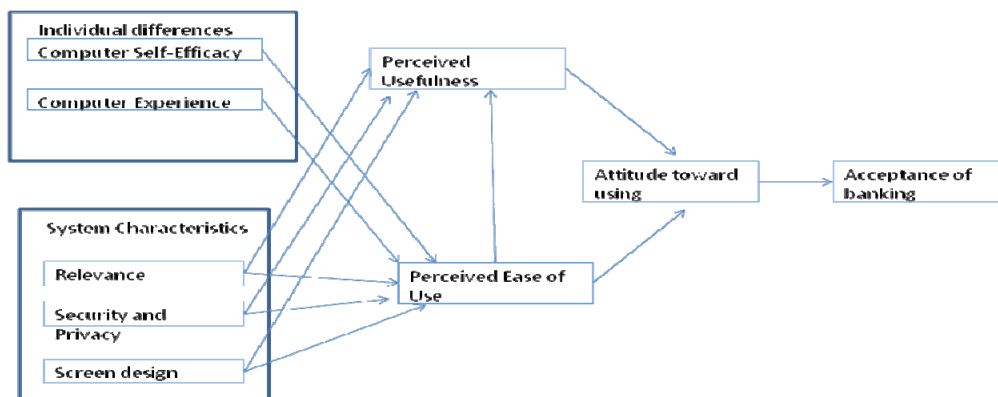 Individual differences
Computer Self-Efficacy
Computer Experience
System Characteristics
Relevance
Security and
Privacy
Screen design
Perceived
Usefulness
Perceived Ease of
Use
Attitude toward
using
Acceptance of
banking